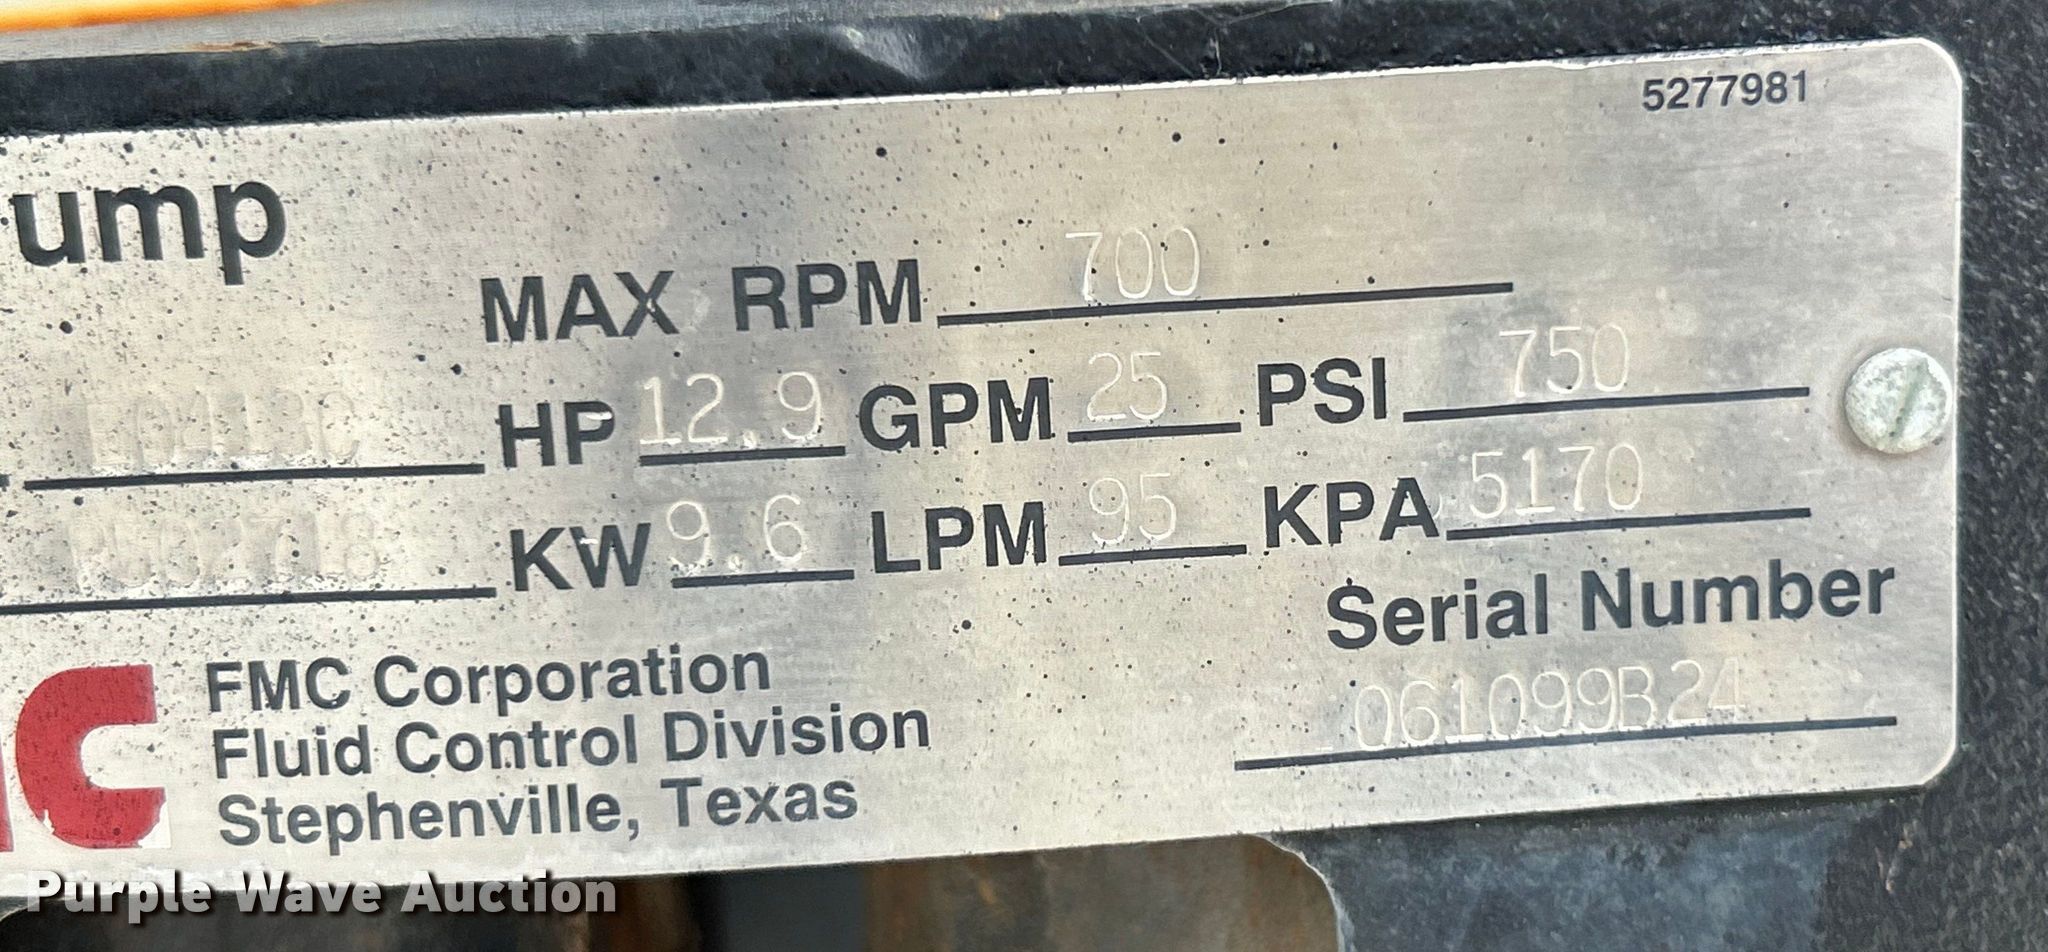 5277981
ump
MAX RPM 700
HP 12.9 GPM 25 PSI 750
KW 9.6 LPM 95 KPA 5170
Serial Number
061099B24
FMC Corporation
Fluid Control Division
Stephenville, Texas
Purple Wave Auction